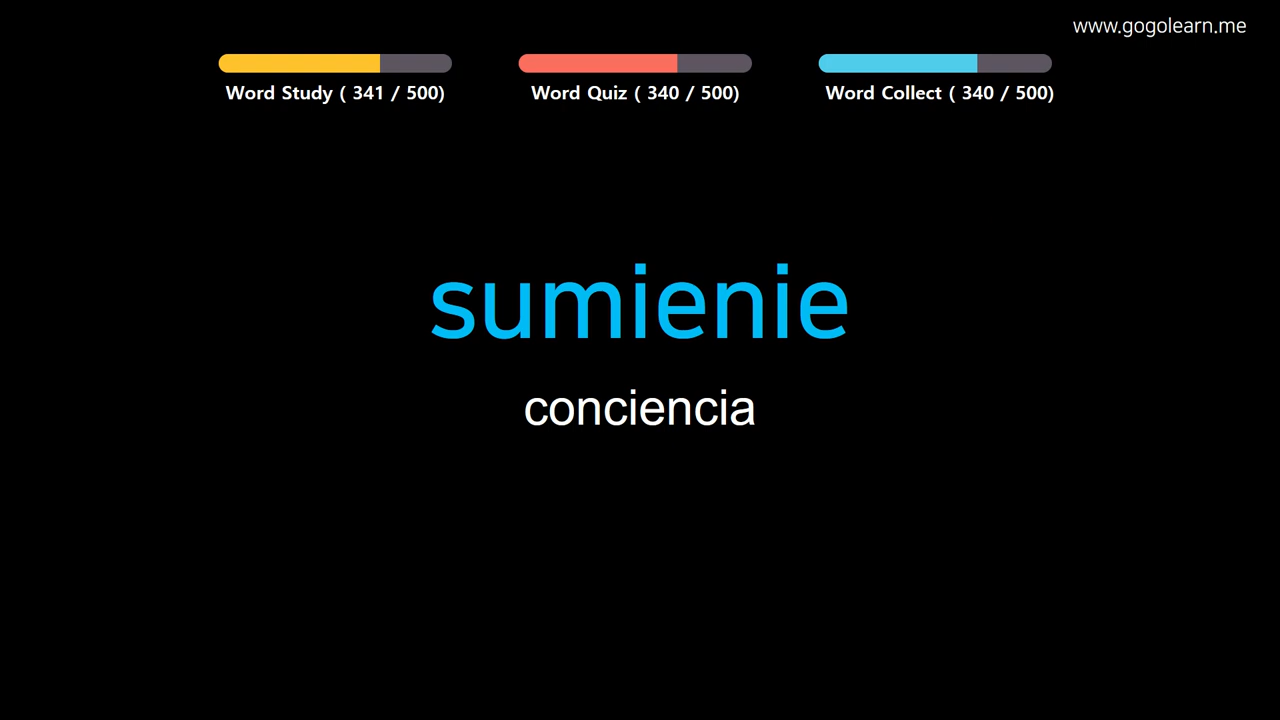 www.gogolearn.me
Word Study ( 341 / 500)
Word Quiz ( 340 / 500)
Word Collect ( 340 / 500)
sumienie
conciencia